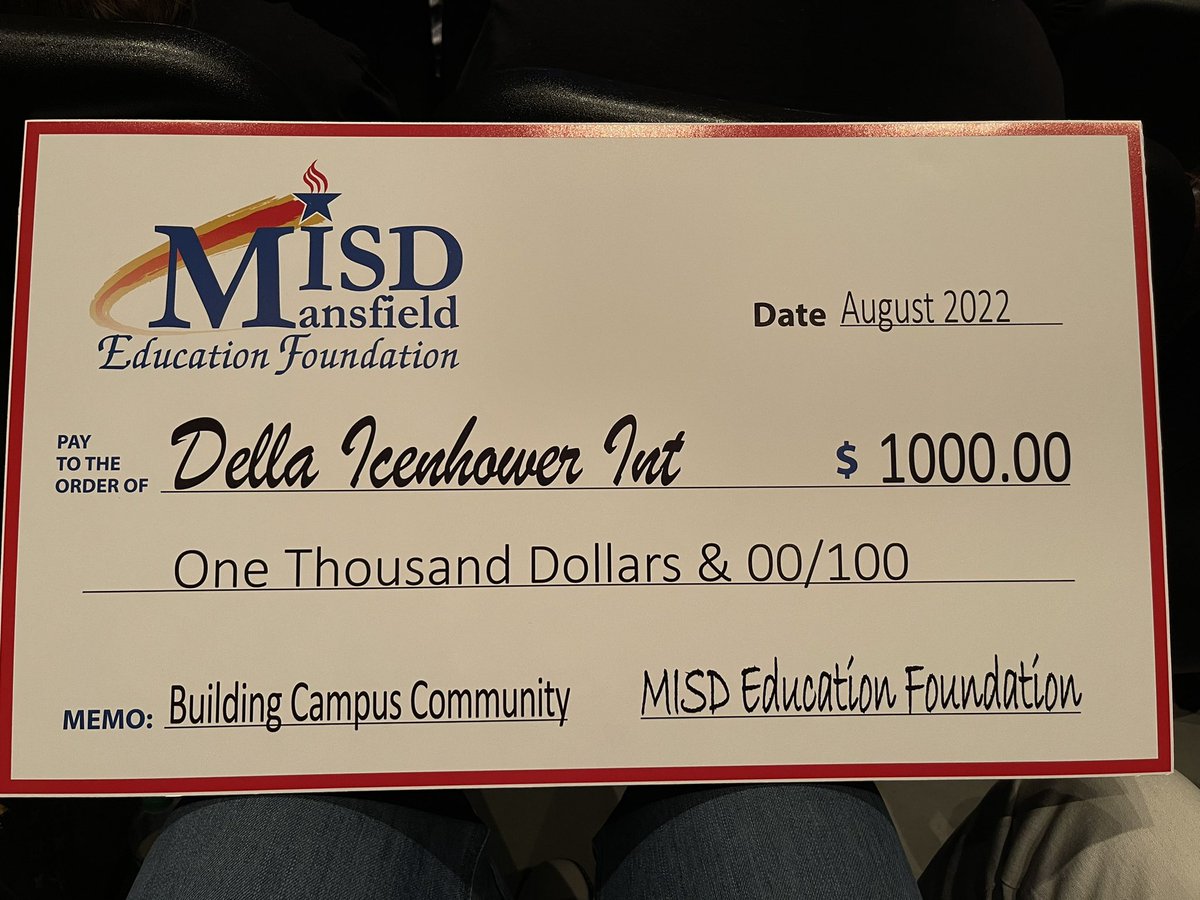 MISD
Mansfield
Education Foundation
Date August 2022
PAY
TO THE
ORDER OF Della Icenhower Int $ 1000.00
One Thousand Dollars & 00/100
MEMO: Building Campus Community MISD Education Foundation